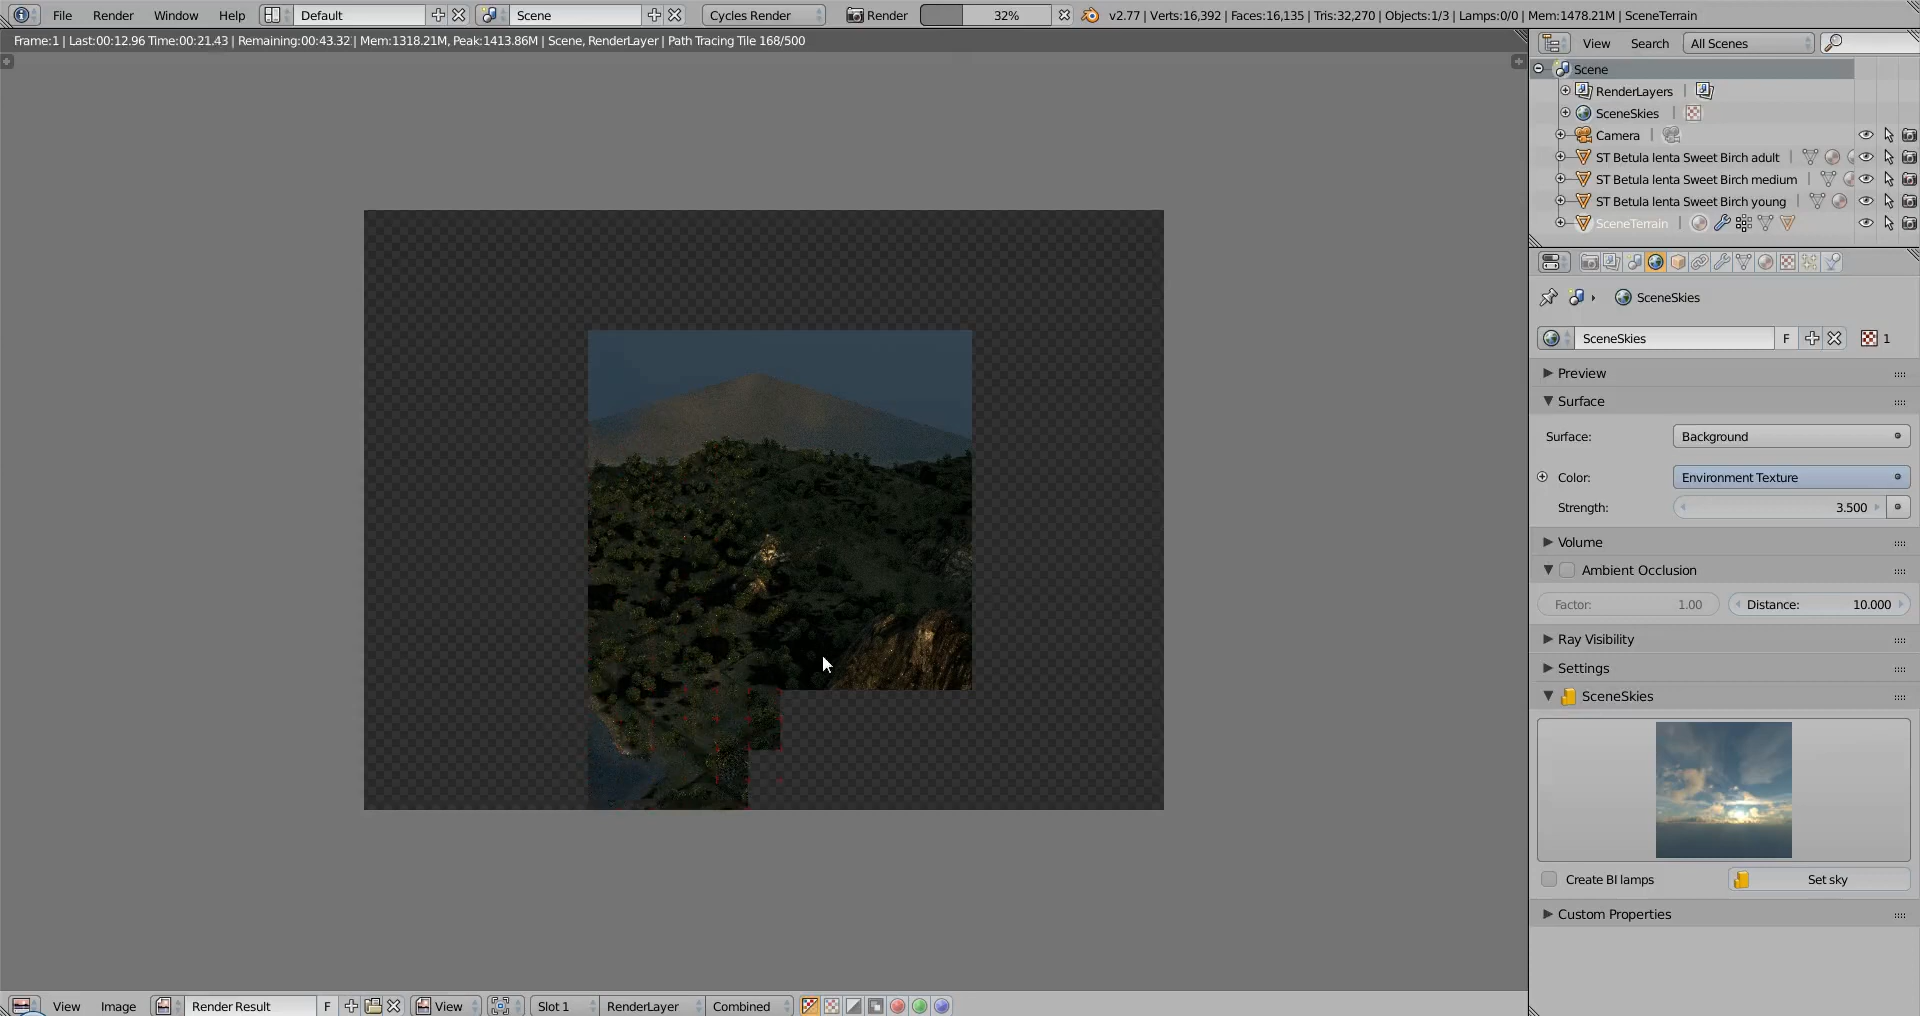 File Render Window Help Default Scene Cycles Render Render 32% v2.77 | Verts:16,392 | Faces:16,135 | Tris:32,270 | Objects:1/3 | Lamps:0/0 | Mem:1478.21M | SceneTerrain
Frame:1 | Last:00:12.96 Time:00:21.43 | Remaining:00:43.32 | Mem:1318.21M, Peak:1413.86M | Scene, RenderLayer | Path Tracing Tile 168/500
View Search All Scenes
Scene
RenderLayers
SceneSkies
Camera
ST Betula lenta Sweet Birch adult
ST Betula lenta Sweet Birch medium
ST Betula lenta Sweet Birch young
SceneTerrain
SceneSkies
SceneSkies F 1
Preview
Surface
Surface: Background
Color: Environment Texture
Strength: 3.500
Volume
Ambient Occlusion
Factor: 1.00 Distance: 10.000
Ray Visibility
Settings
SceneSkies
Create BI lamps Set sky
Custom Properties
View Image Render Result F View Slot 1 RenderLayer Combined